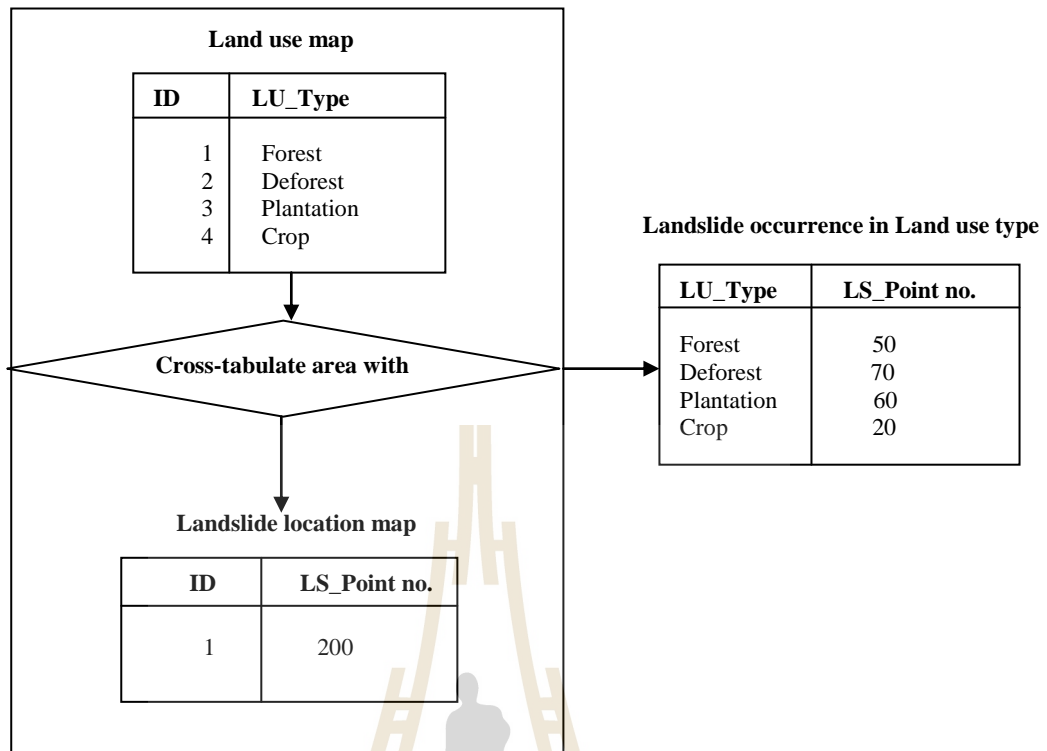 Land use map
ID LU_Type
1 Forest
2 Deforest
3 Plantation
4 Crop
Cross-tabulate area with
Landslide location map
ID LS_Point no.
1 200
Landslide occurrence in Land use type
LU_Type LS_Point no.
Forest 50
Deforest 70
Plantation 60
Crop 20